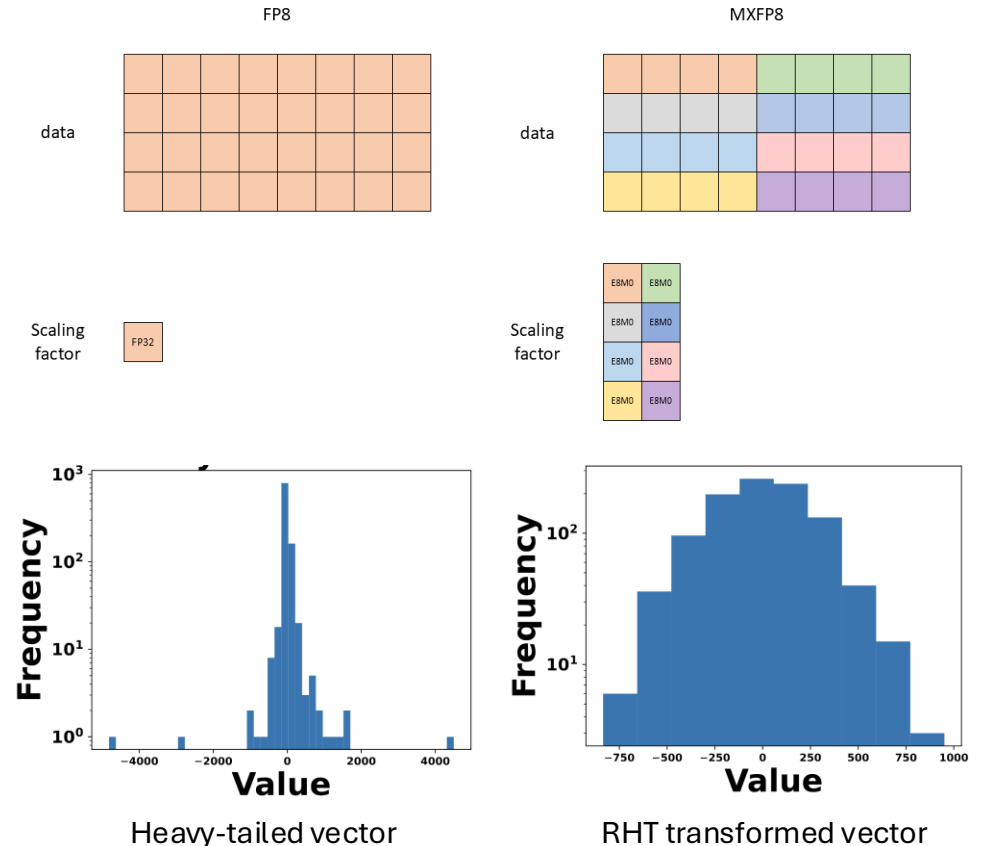 FP8
MXFP8
data
data
Scaling
factor
FP32
Scaling
factor
E8M0 E8M0
E8M0 E8M0
E8M0 E8M0
E8M0 E8M0
10³
10²
10¹
10⁰
Frequency
−4000 −2000 0 2000 4000
Value
Heavy-tailed vector
10²
10¹
Frequency
−750 −500 −250 0 250 500 750 1000
Value
RHT transformed vector